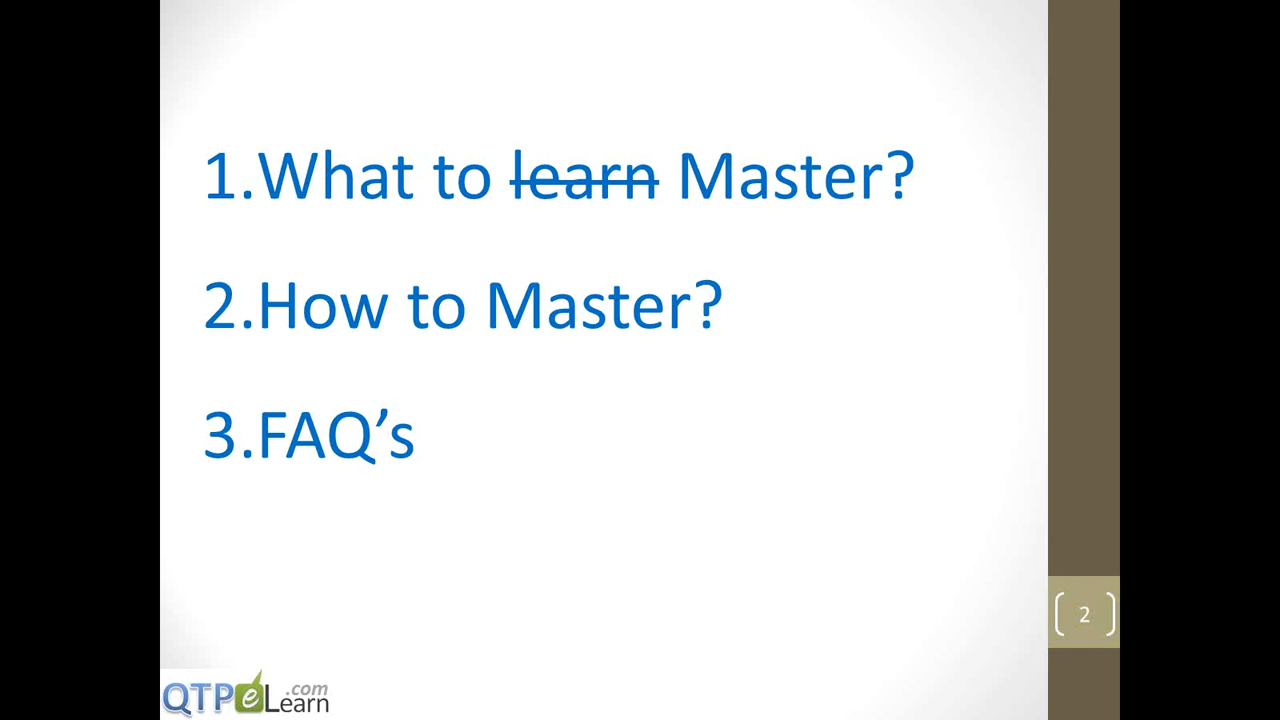 1.What to learn Master?
2.How to Master?
3.FAQ’s
2
QTPeLearn.com